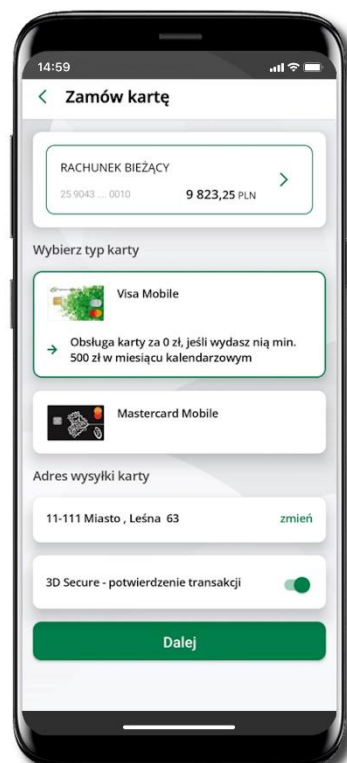 14:59
Zamów kartę
RACHUNEK BIEŻĄCY
25 9043 ... 0010
9 823,25 PLN
Wybierz typ karty
Visa Mobile
Obsługa karty za 0 zł, jeśli wydasz nią min.
500 zł w miesiącu kalendarzowym
Mastercard Mobile
Adres wysyłki karty
11-111 Miasto , Leśna 63
zmień
3D Secure - potwierdzenie transakcji
Dalej